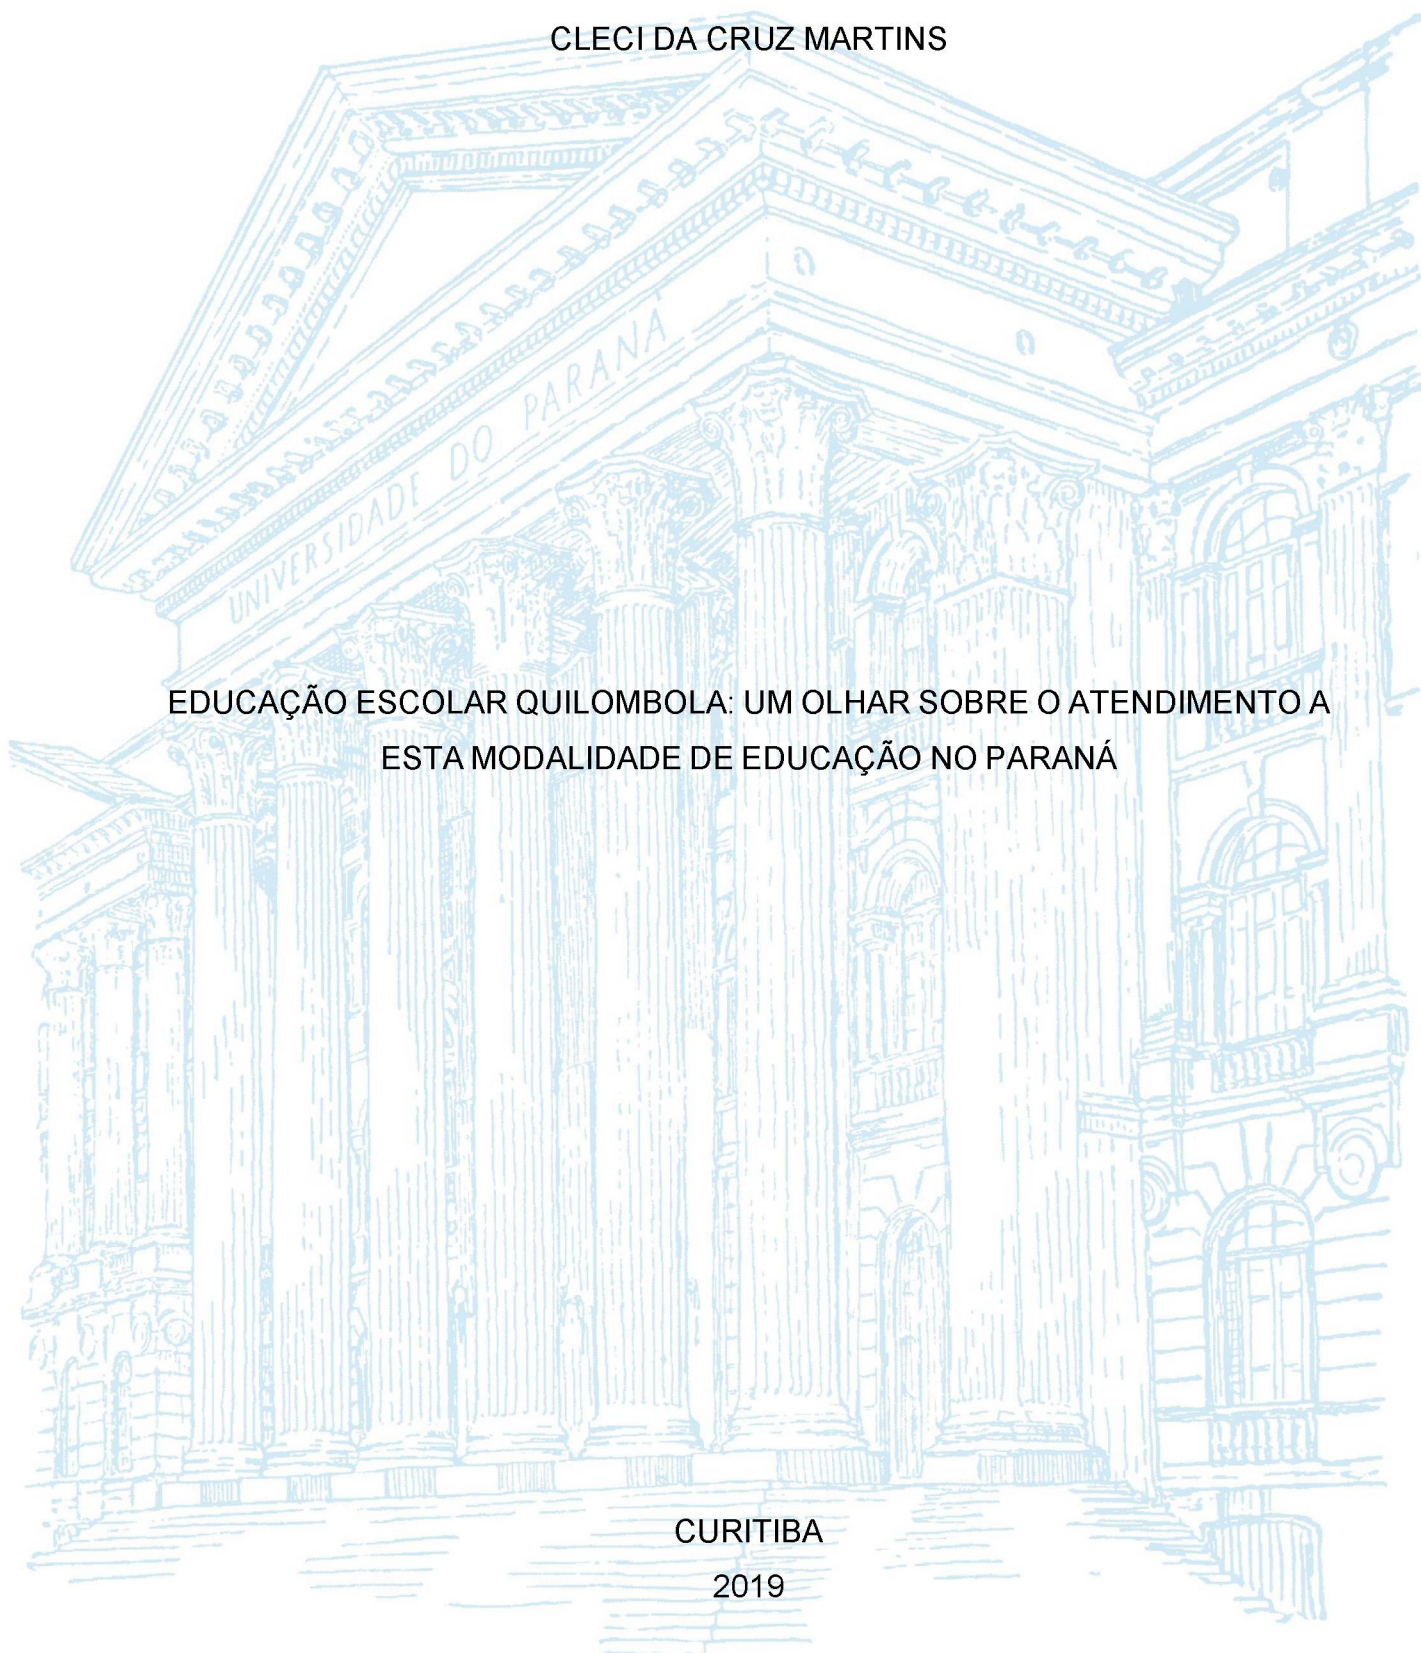 CLECI DA CRUZ MARTINS
UNIVERSIDADE DO PARANÁ
EDUCAÇÃO ESCOLAR QUILOMBOLA: UM OLHAR SOBRE O ATENDIMENTO A
ESTA MODALIDADE DE EDUCAÇÃO NO PARANÁ
CURITIBA
2019